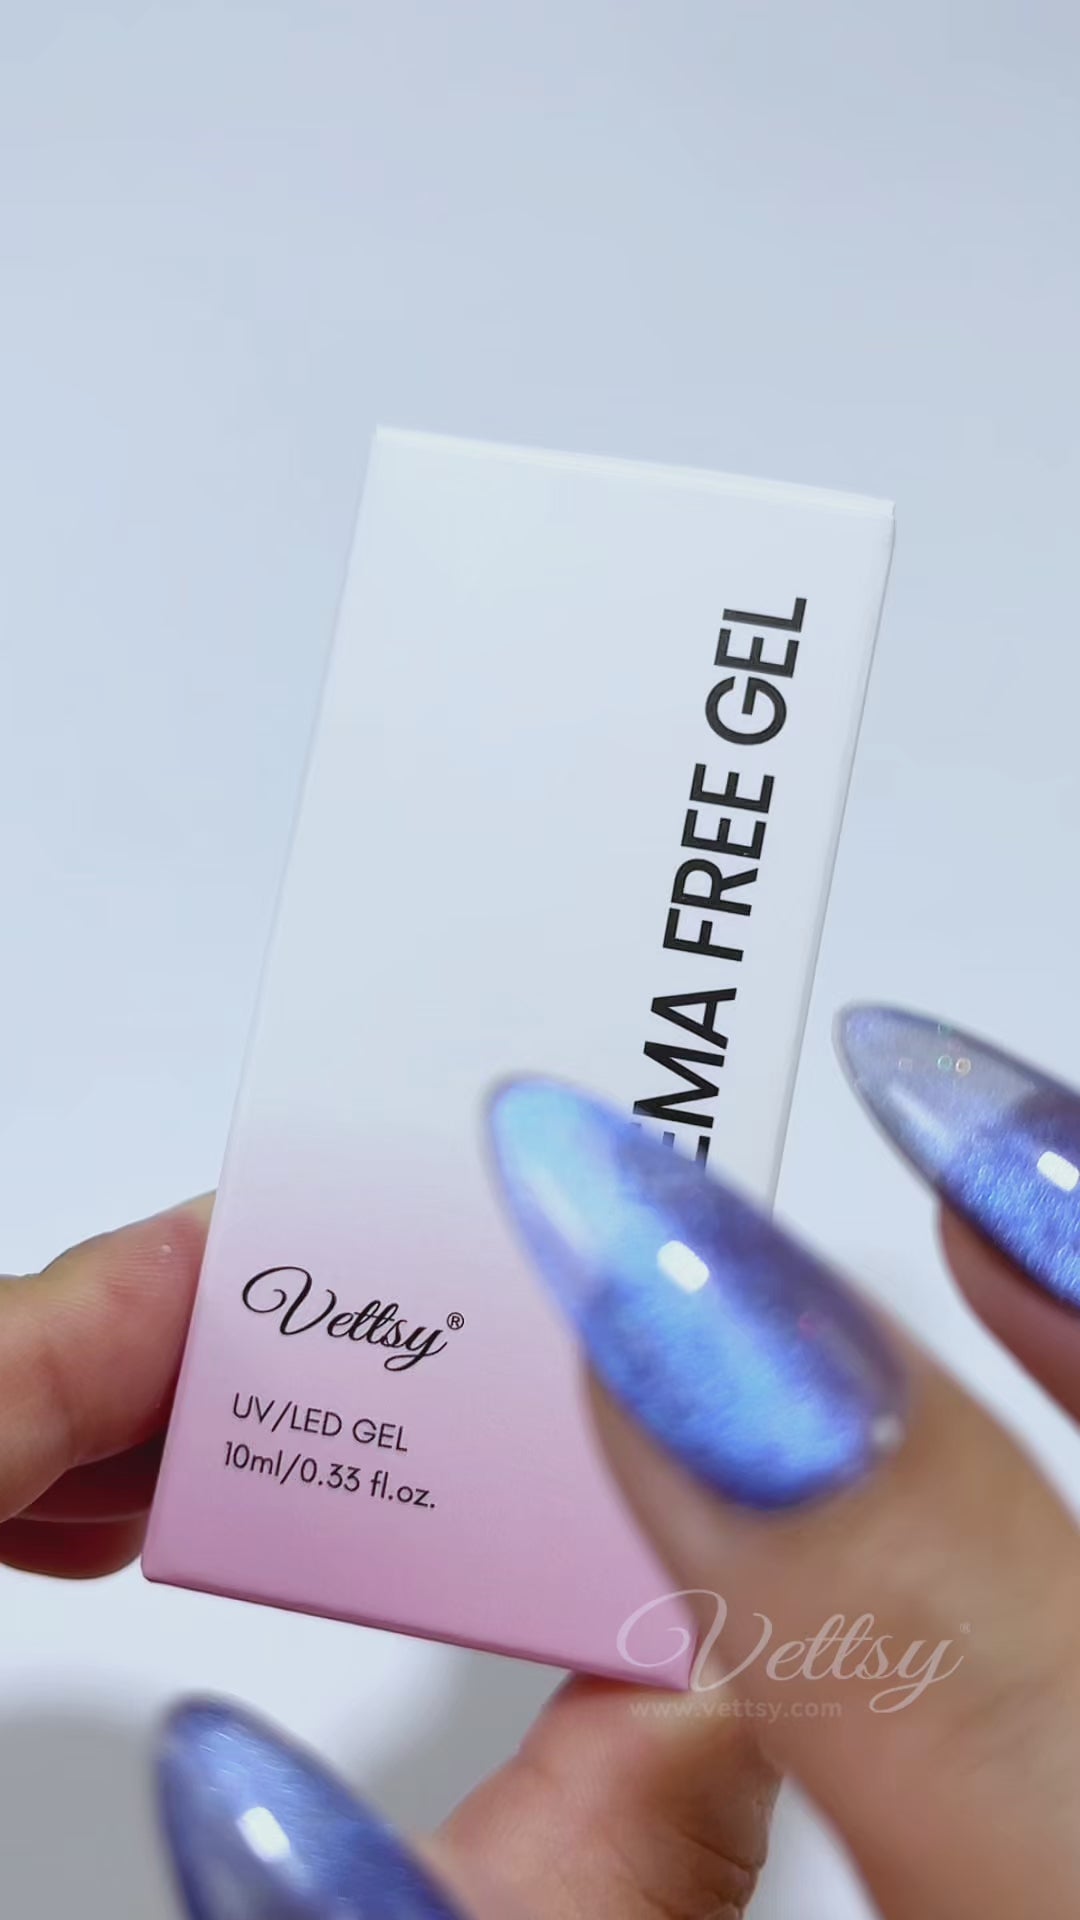 EMA FREE GEL
Vettsy®
UV/LED GEL
10ml/0.33 fl.oz.
Vettsy®
www.vettsy.com